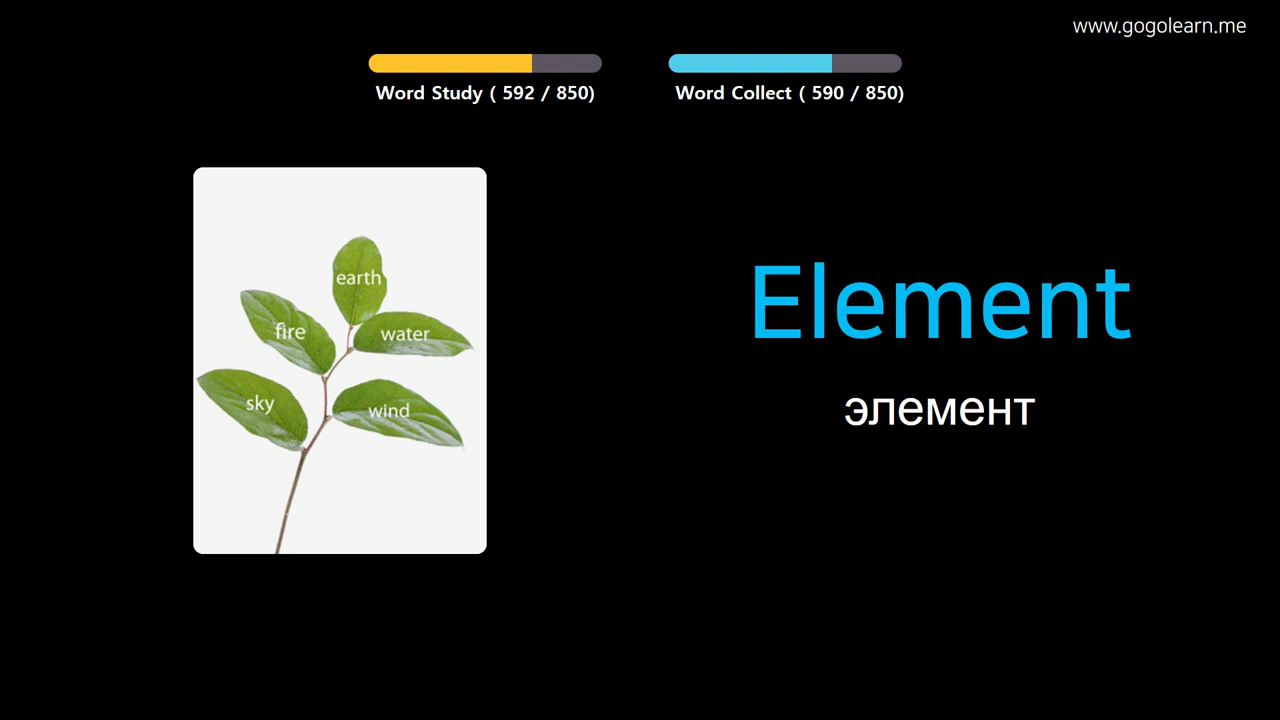 www.gogolearn.me
Word Study ( 592 / 850)
Word Collect ( 590 / 850)
earth
fire
water
sky
wind
Element
элемент